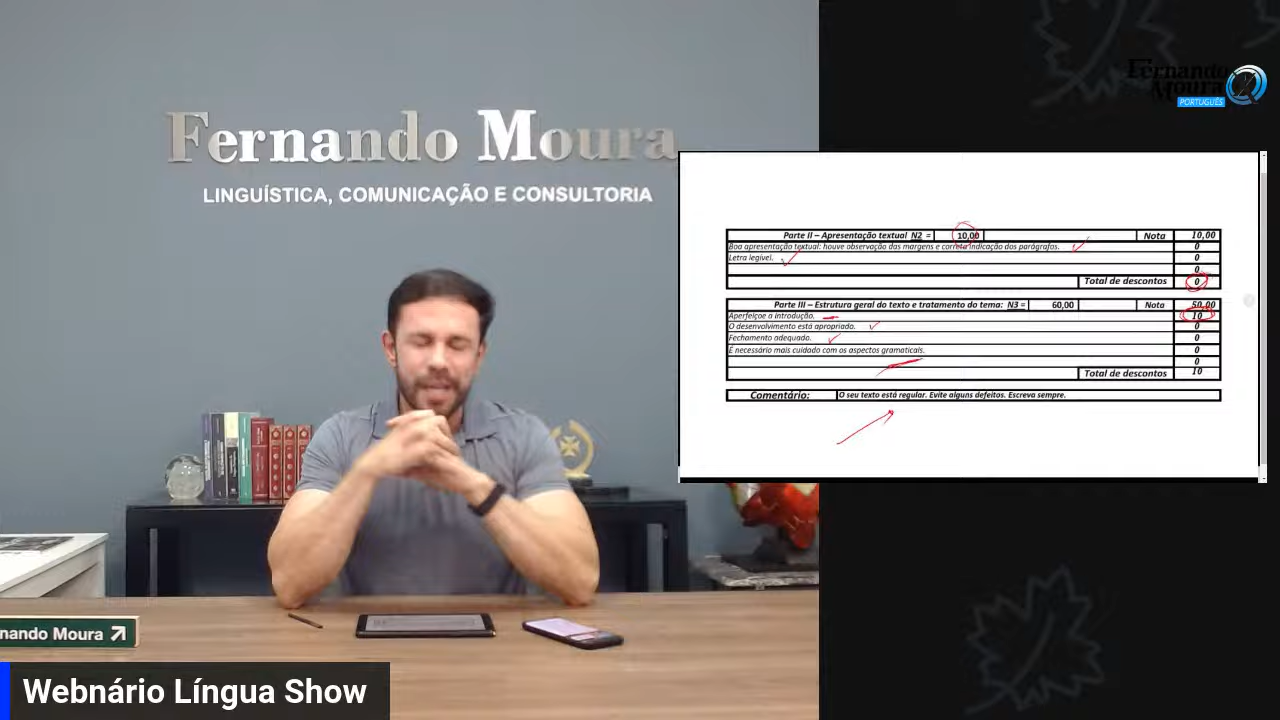 Fernando Moura
LINGUÍSTICA, COMUNICAÇÃO E CONSULTORIA
Fernando
Moura
PORTUGUÊS
Parte II – Apresentação textual N2 = 10,00 Nota 10,00
Boa apresentação textual: houve observação das margens e correta indicação dos parágrafos. 0
Letra legível. 0
0
Total de descontos 0
Parte III – Estrutura geral do texto e tratamento do tema: N3 = 60,00 Nota 50,00
Aperfeiçoe a introdução. 10
O desenvolvimento está apropriado. 0
Fechamento adequado. 0
É necessário mais cuidado com os aspectos gramaticais. 0
0
Total de descontos 10
Comentário: O seu texto está regular. Evite alguns defeitos. Escreva sempre.
nando Moura
Webnário Língua Show